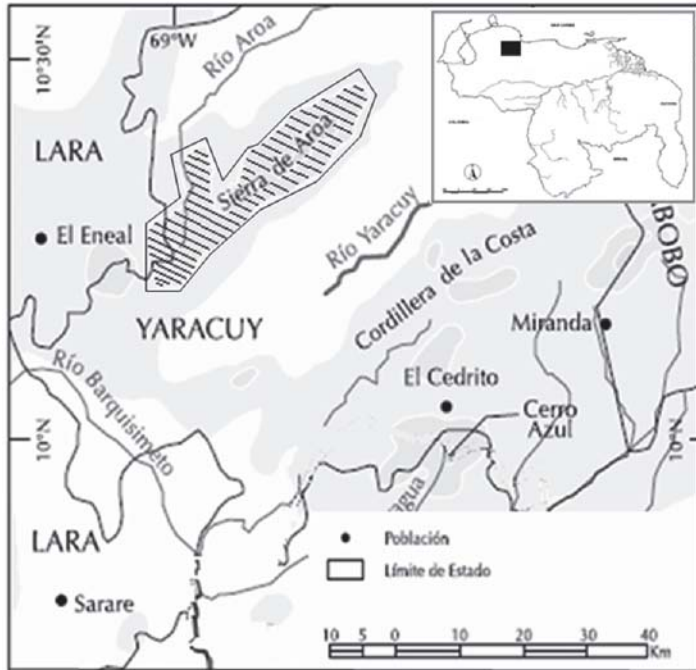 69°W
10°30'N
Río Aroa
LARA
Sierra de Aroa
El Eneal
Río Yaracuy
ABOBØ
Cordillera de la Costa
YARACUY
Miranda
Río Barquisimeto
El Cedrito
Cerro
Azul
10°N
10°N
agua
LARA
Población
Límite de Estado
Sarare
10 5 0 10 20 30 40
Km